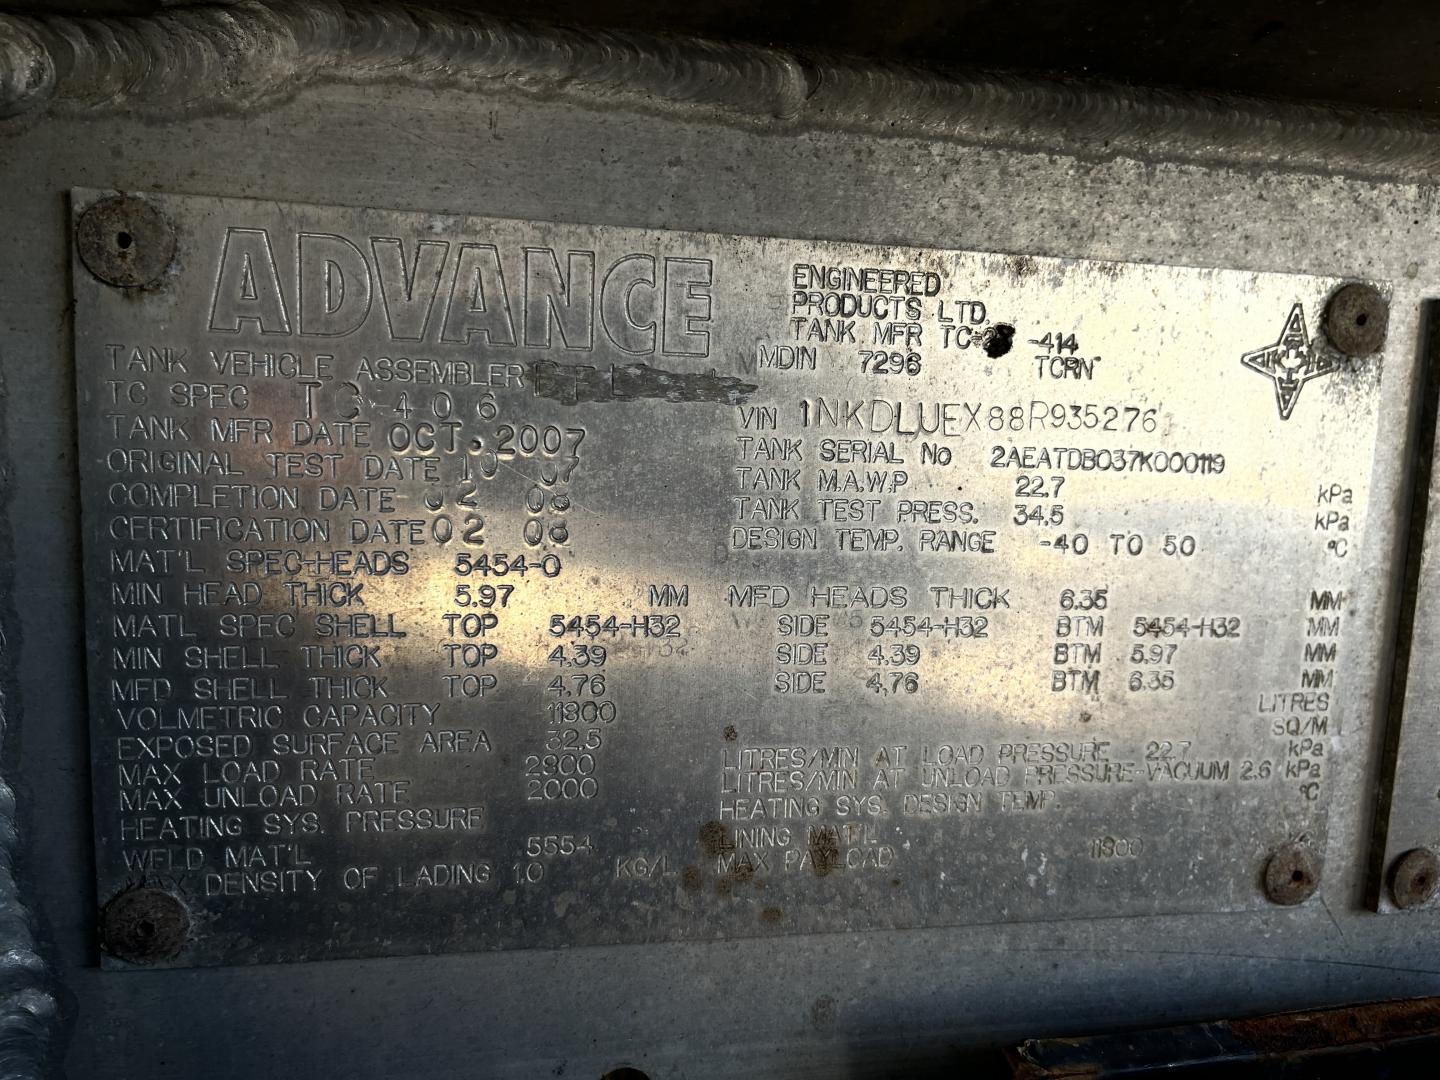 ADVANCE
ENGINEERED
PRODUCTS LTD.
TANK MFR TC-414
TANK VEHICLE ASSEMBLER
MDIN 7296 TCRN
TC SPEC TC 406
VIN 1NKDLUEX88R935276
TANK MFR DATE OCT. 2007
TANK SERIAL No 2AEATDB037K000119
ORIGINAL TEST DATE 10 07
TANK M.A.W.P 22.7 kPa
COMPLETION DATE 02 08
TANK TEST PRESS. 34.5 kPa
CERTIFICATION DATE 02 08
DESIGN TEMP. RANGE -40 TO 50 °C
MAT'L SPEC-HEADS 5454-O
MIN HEAD THICK 5.97 MM MFD HEADS THICK 6.35 MM
MATL SPEC SHELL TOP 5454-H32 SIDE 5454-H32 BTM 5454-H32 MM
MIN SHELL THICK TOP 4.39 SIDE 4.39 BTM 5.97 MM
MFD SHELL THICK TOP 4.76 SIDE 4.76 BTM 6.35 MM
VOLMETRIC CAPACITY 11800 LITRES
EXPOSED SURFACE AREA 32.5 SQ/M
MAX LOAD RATE 2800 LITRES/MIN AT LOAD PRESSURE 22.7 kPa
MAX UNLOAD RATE 2000 LITRES/MIN AT UNLOAD PRESSURE-VACUUM 2.6 kPa
HEATING SYS. PRESSURE HEATING SYS. DESIGN TEMP. °C
WELD MAT'L 5554 LINING MAT'L
MAX DENSITY OF LADING 1.0 KG/L MAX PAYLOAD 11800